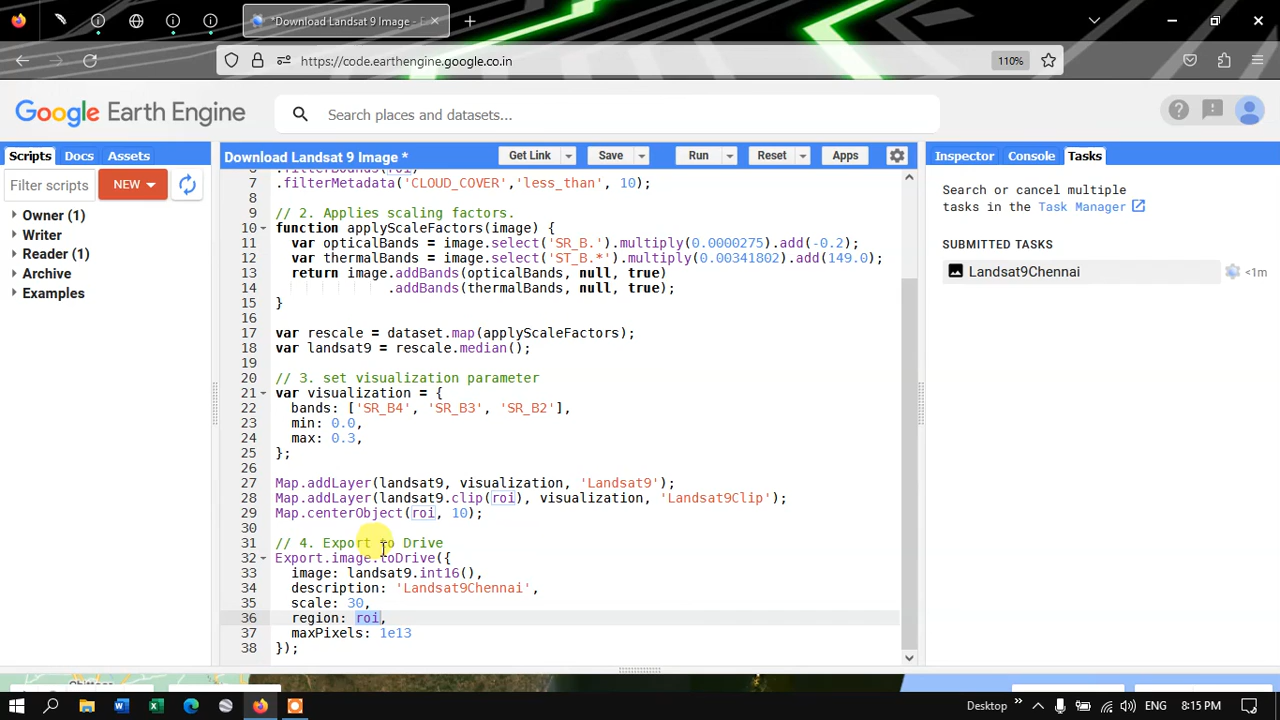 *Download Landsat 9 Image - E
https://code.earthengine.google.co.in
110%
Google Earth Engine
Search places and datasets...
Scripts
Docs
Assets
Filter scripts
NEW
Owner (1)
Writer
Reader (1)
Archive
Examples
Download Landsat 9 Image *
Get Link
Save
Run
Reset
Apps
.filterBounds(roi)
7 .filterMetadata('CLOUD_COVER','less_than', 10);
8
9 // 2. Applies scaling factors.
10 function applyScaleFactors(image) {
11 var opticalBands = image.select('SR_B.').multiply(0.0000275).add(-0.2);
12 var thermalBands = image.select('ST_B.*').multiply(0.00341802).add(149.0);
13 return image.addBands(opticalBands, null, true)
14 .addBands(thermalBands, null, true);
15 }
16
17 var rescale = dataset.map(applyScaleFactors);
18 var landsat9 = rescale.median();
19
20 // 3. set visualization parameter
21 var visualization = {
22 bands: ['SR_B4', 'SR_B3', 'SR_B2'],
23 min: 0.0,
24 max: 0.3,
25 };
26
27 Map.addLayer(landsat9, visualization, 'Landsat9');
28 Map.addLayer(landsat9.clip(roi), visualization, 'Landsat9Clip');
29 Map.centerObject(roi, 10);
30
31 // 4. Export to Drive
32 Export.image.toDrive({
33 image: landsat9.int16(),
34 description: 'Landsat9Chennai',
35 scale: 30,
36 region: roi,
37 maxPixels: 1e13
38 });
Inspector
Console
Tasks
Search or cancel multiple
tasks in the Task Manager
SUBMITTED TASKS
Landsat9Chennai
<1m
Desktop
ENG
8:15 PM